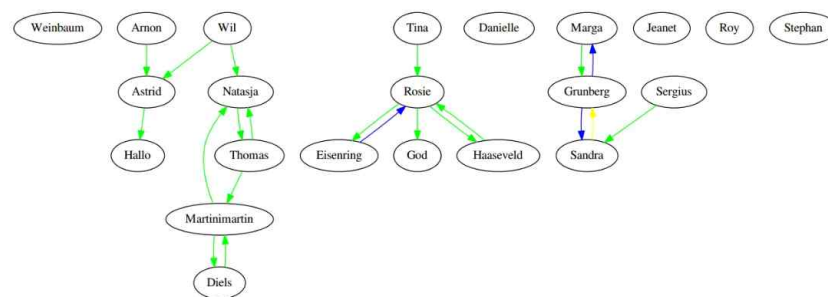 Weinbaum Arnon Wil Tina Danielle Marga Jeanet Roy Stephan
Astrid Natasja Rosie Grunberg Sergius
Hallo Thomas Eisenring God Haaseveld Sandra
Martinimartin
Diels